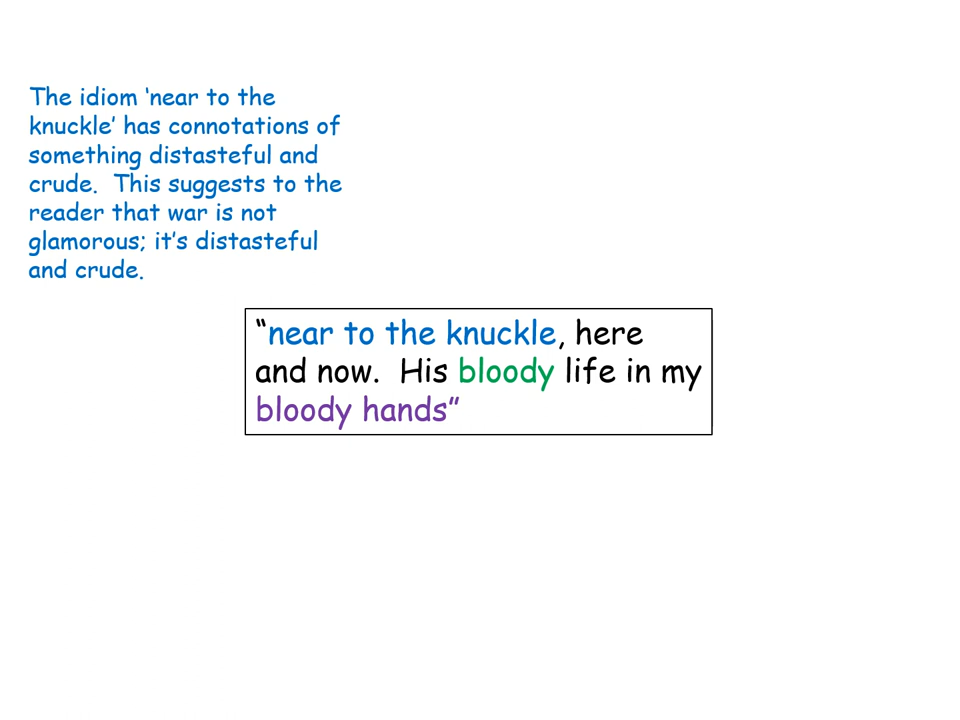 The idiom ‘near to the
knuckle’ has connotations of
something distasteful and
crude.  This suggests to the
reader that war is not
glamorous; it’s distasteful
and crude.
“near to the knuckle, here
and now.  His bloody life in my
bloody hands”